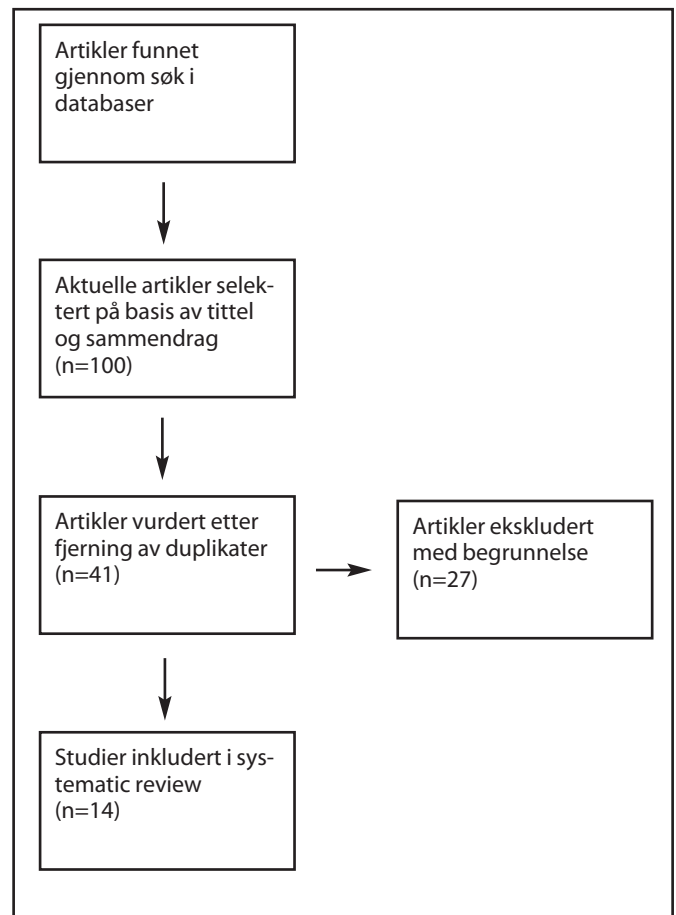 Artikler funnet
gjennom søk i
databaser
Aktuelle artikler selek-
tert på basis av tittel
og sammendrag
(n=100)
Artikler vurdert etter
fjerning av duplikater
(n=41)
Artikler ekskludert
med begrunnelse
(n=27)
Studier inkludert i sys-
tematic review
(n=14)